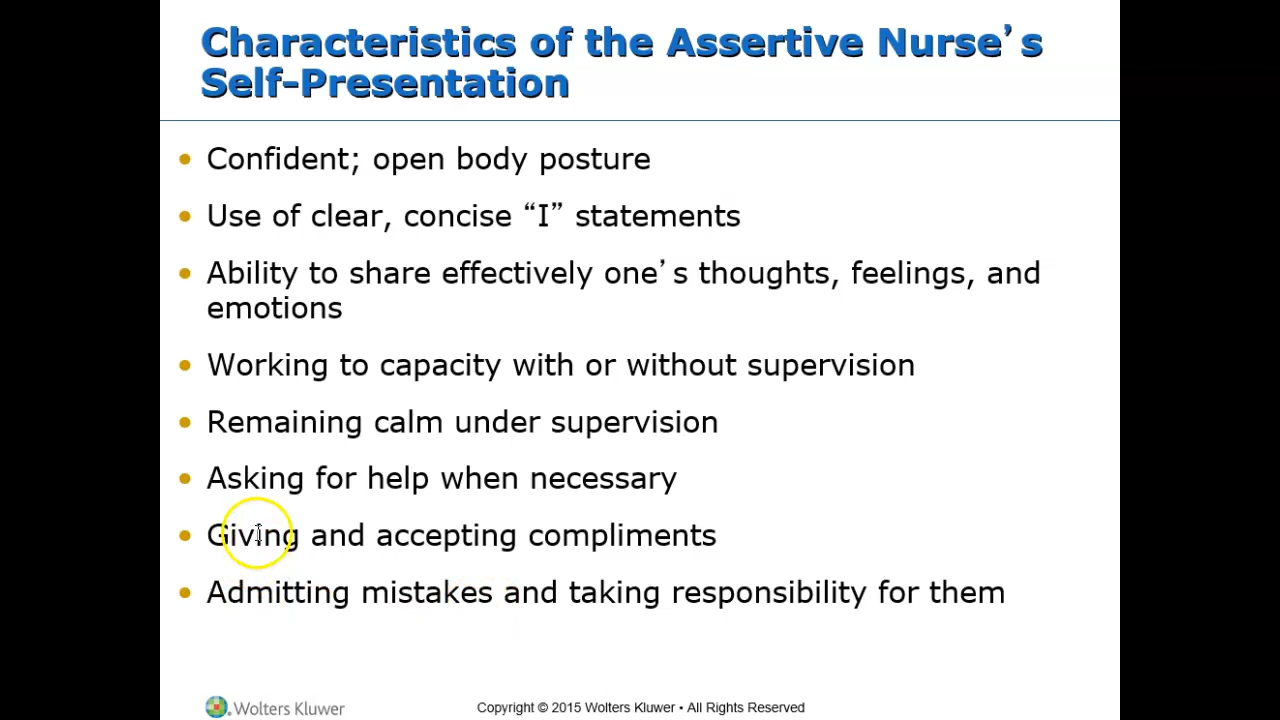 Characteristics of the Assertive Nurse’s
Self-Presentation
• Confident; open body posture
• Use of clear, concise “I” statements
• Ability to share effectively one’s thoughts, feelings, and
emotions
• Working to capacity with or without supervision
• Remaining calm under supervision
• Asking for help when necessary
• Giving and accepting compliments
• Admitting mistakes and taking responsibility for them
Wolters Kluwer
Copyright © 2015 Wolters Kluwer • All Rights Reserved